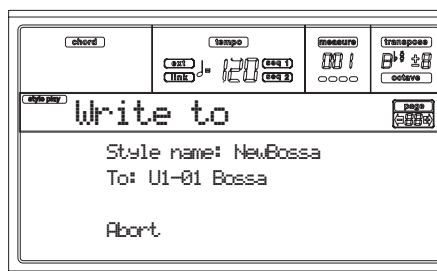 chord
tempo
measure
transpose
ext
link
♩= 120
seq 1
seq 2
001
octave
style play
Write to
page
Style name: NewBossa
To: U1-01 Bossa
Abort